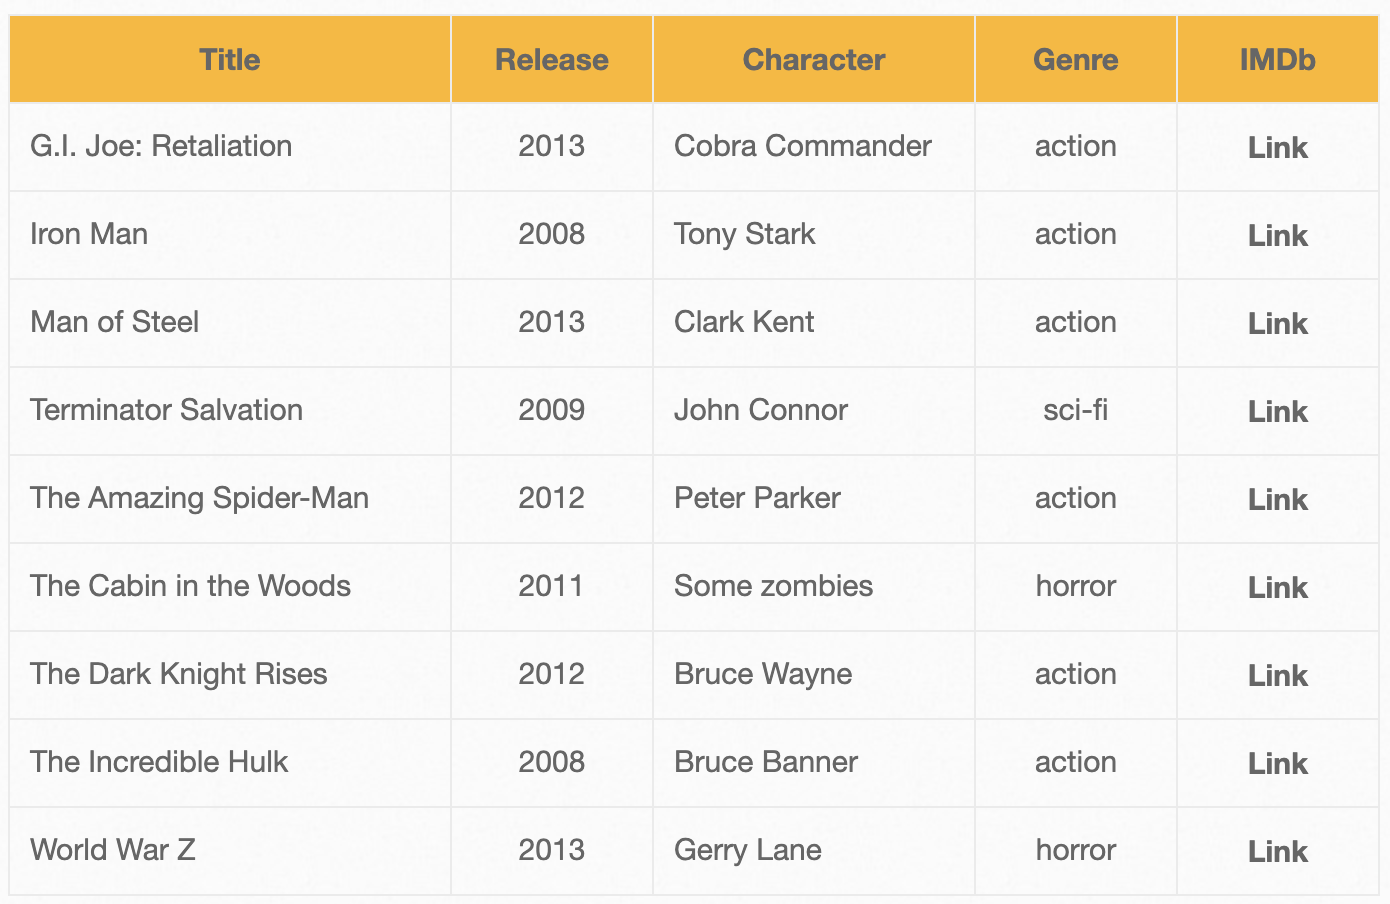 Title Release Character Genre IMDb
G.I. Joe: Retaliation 2013 Cobra Commander action Link
Iron Man 2008 Tony Stark action Link
Man of Steel 2013 Clark Kent action Link
Terminator Salvation 2009 John Connor sci-fi Link
The Amazing Spider-Man 2012 Peter Parker action Link
The Cabin in the Woods 2011 Some zombies horror Link
The Dark Knight Rises 2012 Bruce Wayne action Link
The Incredible Hulk 2008 Bruce Banner action Link
World War Z 2013 Gerry Lane horror Link